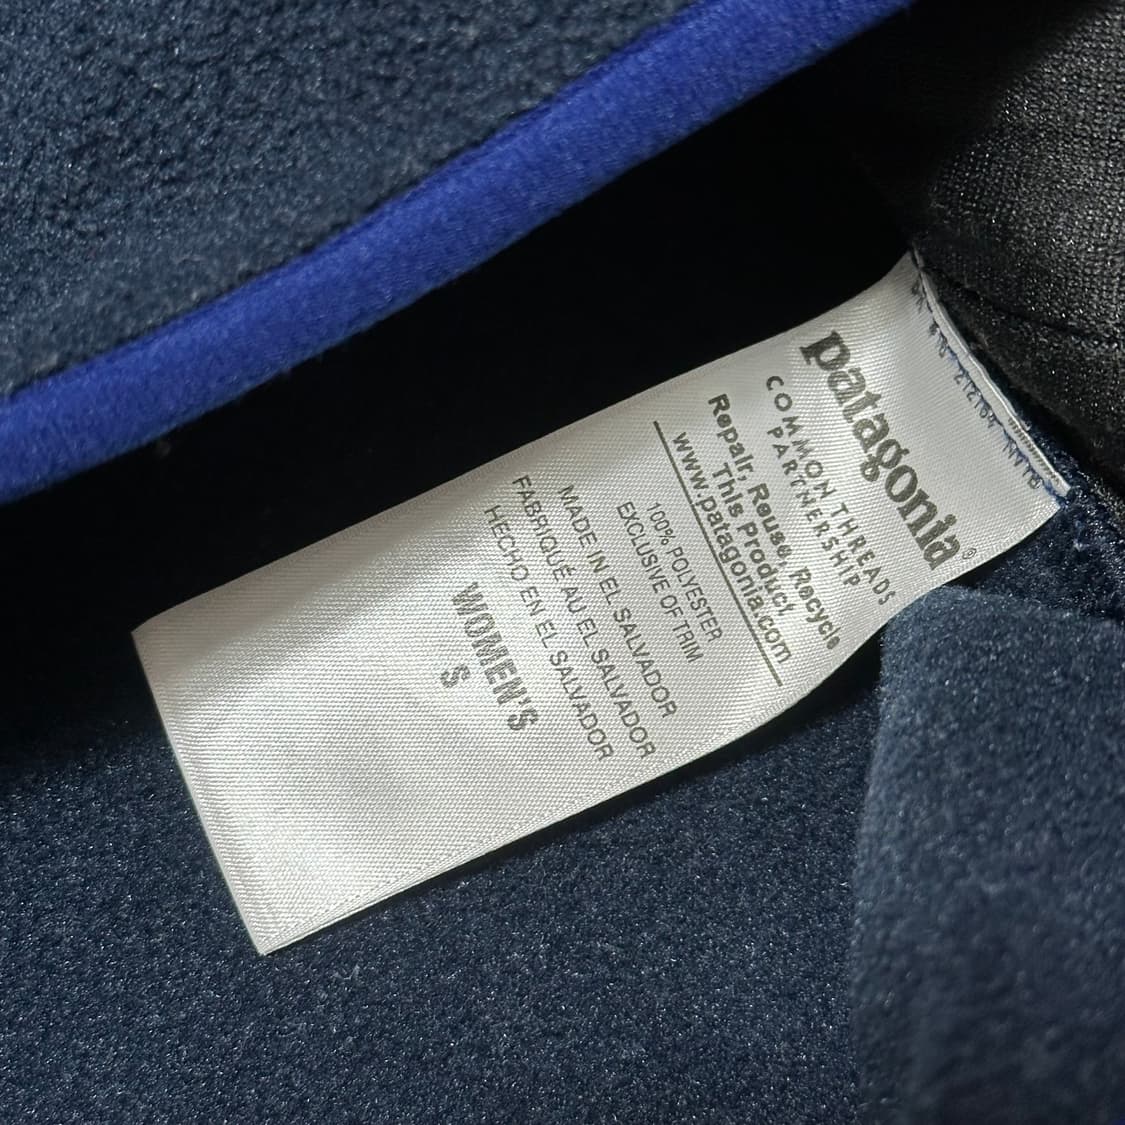 patagonia®
COMMON THREADS
PARTNERSHIP
Repair, Reuse, Recycle
This Product
www.patagonia.com
100% POLYESTER
EXCLUSIVE OF TRIM
MADE IN EL SALVADOR
FABRIQUÉ AU EL SALVADOR
HECHO EN EL SALVADOR
WOMEN'S
S